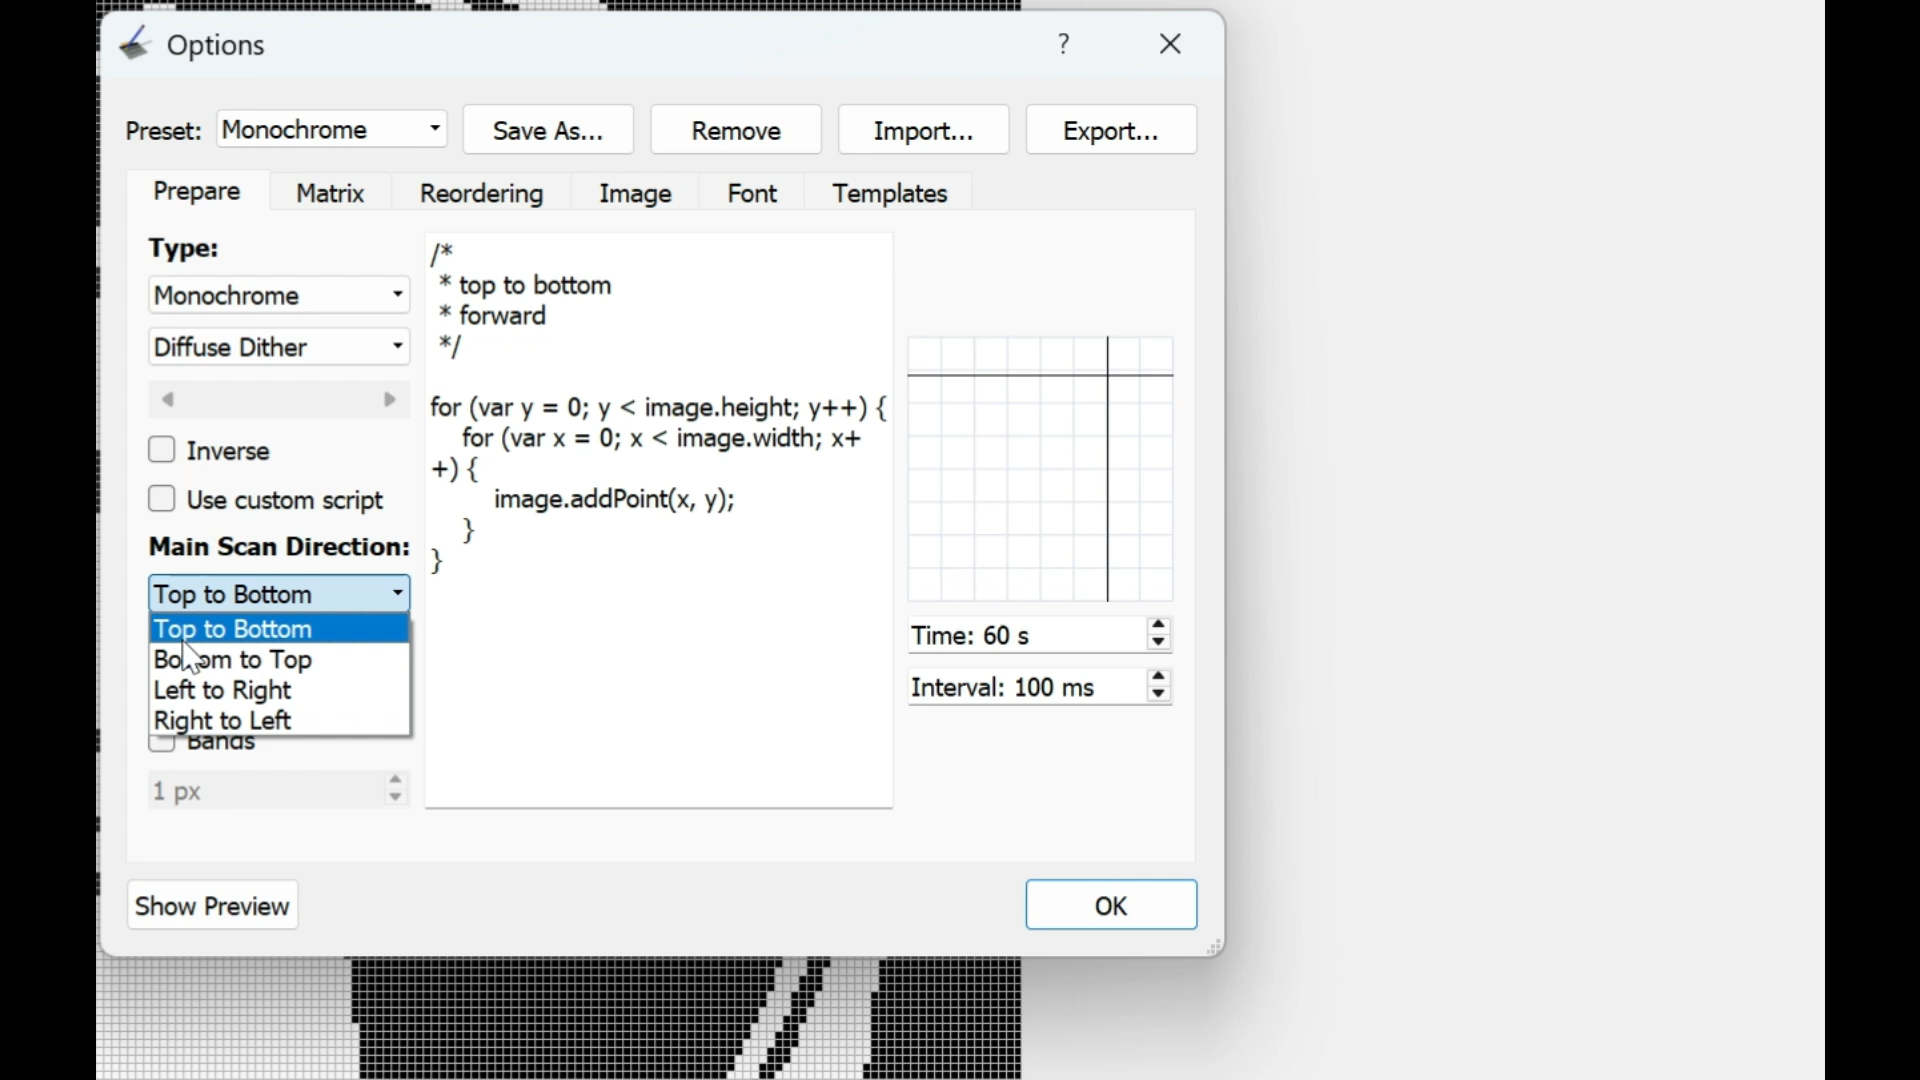 Options
?
Preset: Monochrome Save As... Remove Import... Export...
Prepare Matrix Reordering Image Font Templates
Type:
Monochrome
Diffuse Dither
Inverse
Use custom script
Main Scan Direction:
Top to Bottom
Top to Bottom
Bottom to Top
Left to Right
Right to Left
Bands
1 px
/*
* top to bottom
* forward
*/
for (var y = 0; y < image.height; y++) {
for (var x = 0; x < image.width; x+
+) {
image.addPoint(x, y);
}
}
Time: 60 s
Interval: 100 ms
Show Preview
OK